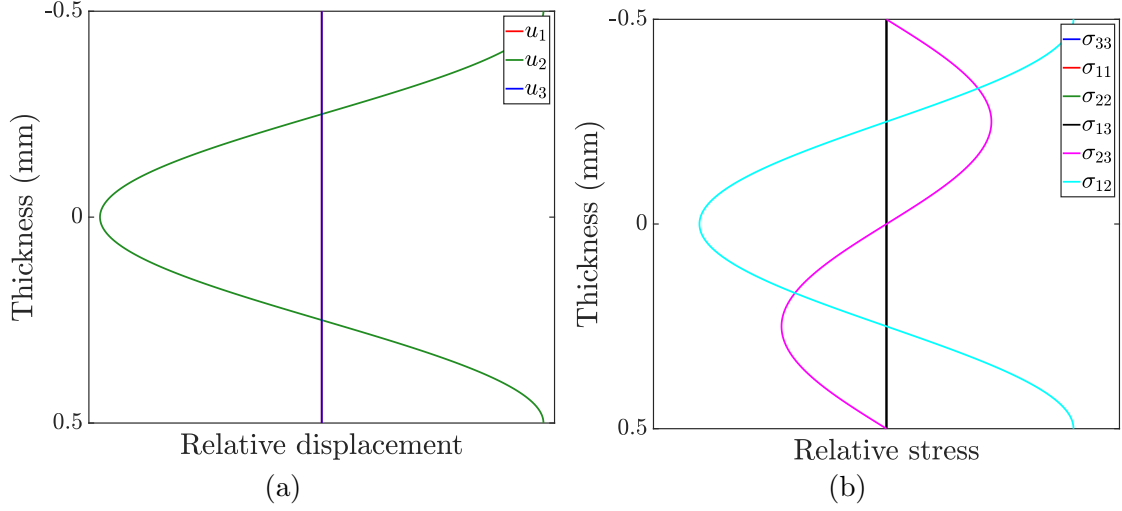 -0.5
0
0.5
Thickness (mm)
Relative displacement
u₁
u₂
u₃
(a)
-0.5
0
0.5
Thickness (mm)
Relative stress
σ₃₃
σ₁₁
σ₂₂
σ₁₃
σ₂₃
σ₁₂
(b)